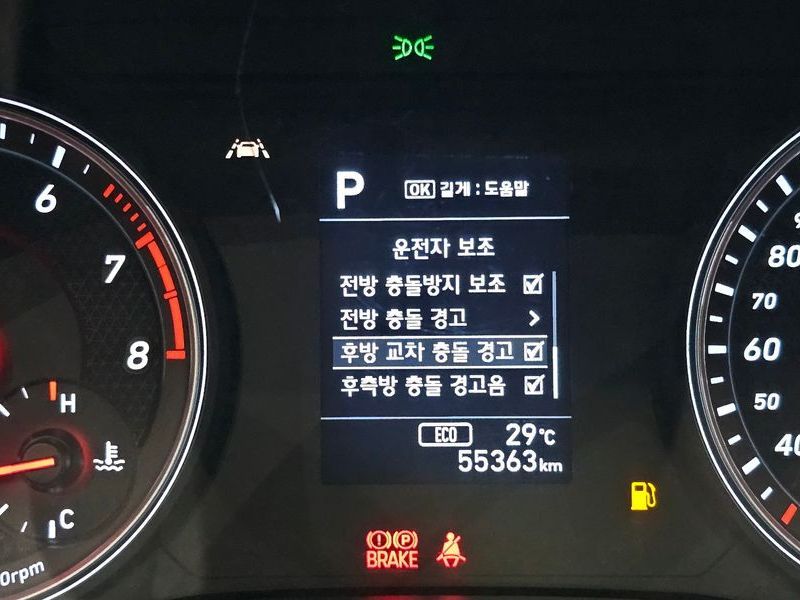 P OK 길게 : 도움말
운전자 보조
전방 충돌방지 보조
전방 충돌 경고
후방 교차 충돌 경고
후측방 충돌 경고음
ECO 29℃
55363km
6
7
8
H
C
0rpm
80
70
60
50
40
P
BRAKE